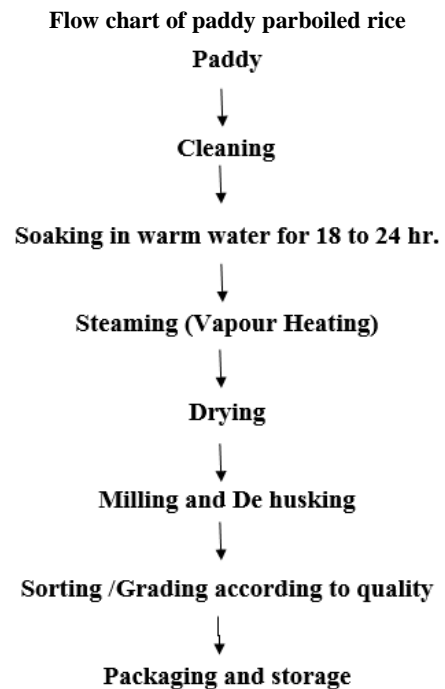 Flow chart of paddy parboiled rice
Paddy
Cleaning
Soaking in warm water for 18 to 24 hr.
Steaming (Vapour Heating)
Drying
Milling and De husking
Sorting /Grading according to quality
Packaging and storage